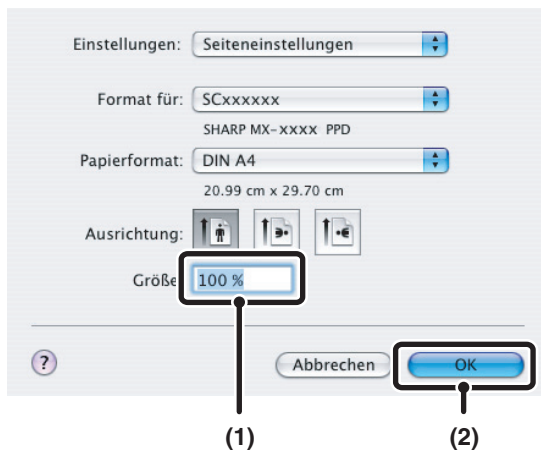 Einstellungen: Seiteneinstellungen
Format für: SCxxxxxx
SHARP MX-xxxx PPD
Papierformat: DIN A4
20.99 cm x 29.70 cm
Ausrichtung:
Größe 100 %
? Abbrechen OK
(1) (2)